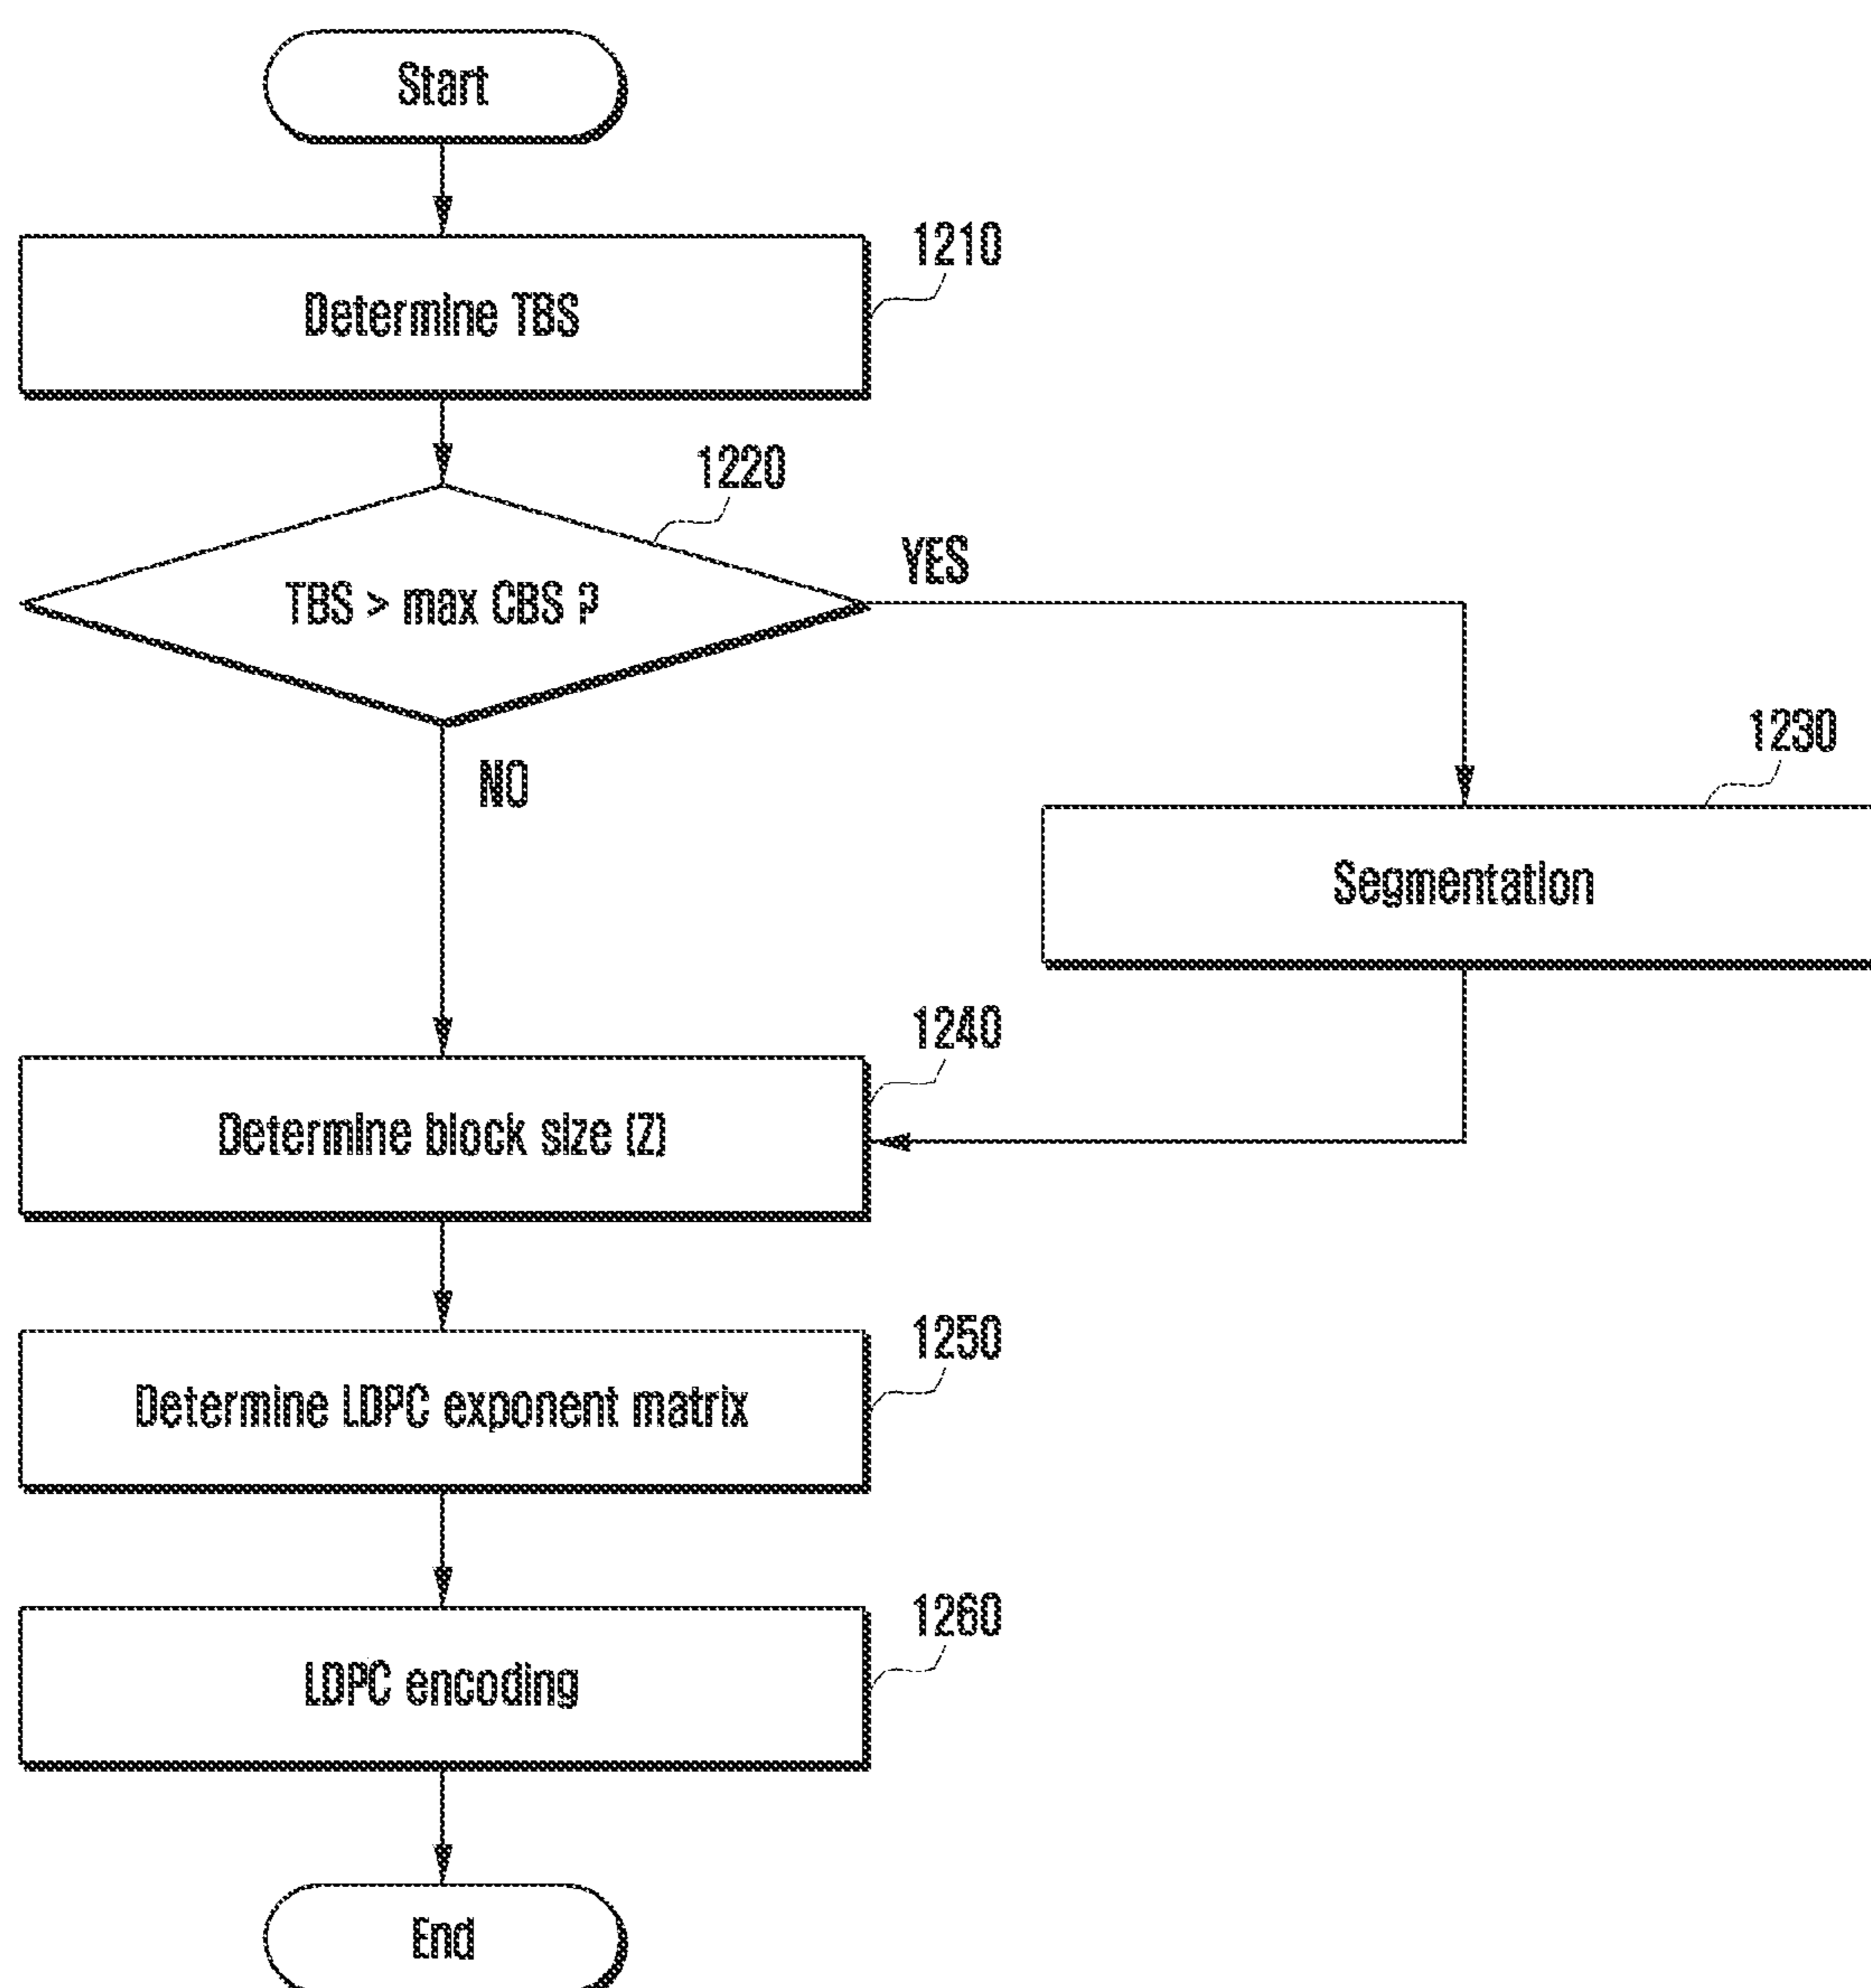 Start
1210
Determine TBS
1220
YES
TBS > max CBS ?
1230
NO
Segmentation
1240
Determine block size (Z)
1250
Determine LDPC exponent matrix
1260
LDPC encoding
End